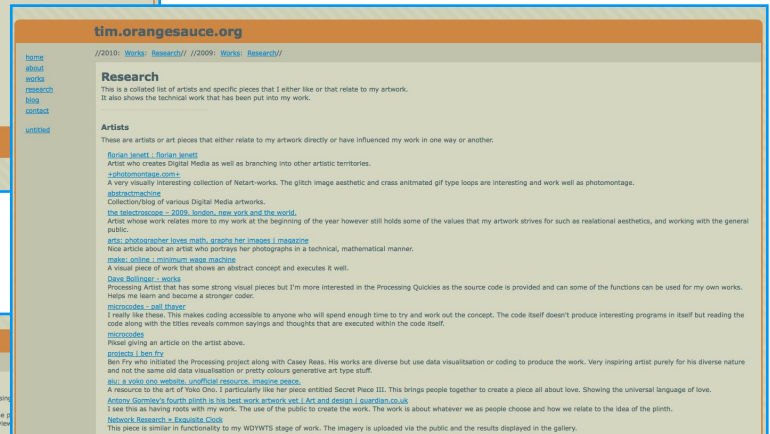 tim.orangesauce.org
//2010: Works: Research// //2009: Works: Research//
home
about
works
research
blog
contact
untitled
Research
This is a collated list of artists and specific pieces that I either like or that relate to my artwork.
It also shows the technical work that has been put into my work.
Artists
These are artists or art pieces that either relate to my artwork directly or have influenced my work in one way or another.
florian jenett : florian jenett
Artist who creates Digital Media as well as branching into other artistic territories.
+photomontage.com+
A very visually interesting collection of Netart-works. The glitch image aesthetic and crass anitmated gif type loops are interesting and work well as photomontage.
abstractmachine
Collection/blog of various Digital Media artworks.
the telectroscope – 2009. london, new york and the world.
Artist whose work relates more to my work at the beginning of the year however still holds some of the values that my artwork strives for such as realational aesthetics, and working with the general
public.
arts: photographer loves math, graphs her images | magazine
Nice article about an artist who portrays her photographs in a technical, mathematical manner.
make: online : minimum wage machine
A visual piece of work that shows an abstract concept and executes it well.
Dave Bollinger - works
Processing Artist that has some strong visual pieces but I'm more interested in the Processing Quickies as the source code is provided and can some of the functions can be used for my own works.
Helps me learn and become a stronger coder.
microcodes - pall thayer
I really like these. This makes coding accessible to anyone who will spend enough time to try and work out the concept. The code itself doesn't produce interesting programs in itself but reading the
code along with the titles reveals common sayings and thoughts that are executed within the code itself.
microcodes
Piksel giving an article on the artist above.
projects | ben fry
Ben Fry who initiated the Processing project along with Casey Reas. His works are diverse but use data visualitsation or coding to produce the work. Very inspiring artist purely for his diverse nature
and not the same old data visualisation or pretty colours generative art type stuff.
aiu: a yoko ono website. unofficial resource. imagine peace.
A resource to the art of Yoko Ono. I particularly like her piece entitled Secret Piece III. This brings people together to create a piece all about love. Showing the universal language of love.
Antony Gormley's fourth plinth is his best work artwork yet | Art and design | guardian.co.uk
I see this as having roots with my work. The use of the public to create the work. The work is about whatever we as people choose and how we relate to the idea of the plinth.
Network Research » Exquisite Clock
This piece is similar in functionality to my WDYWTS stage of work. The imagery is uploaded via the public and the results displayed in the gallery.